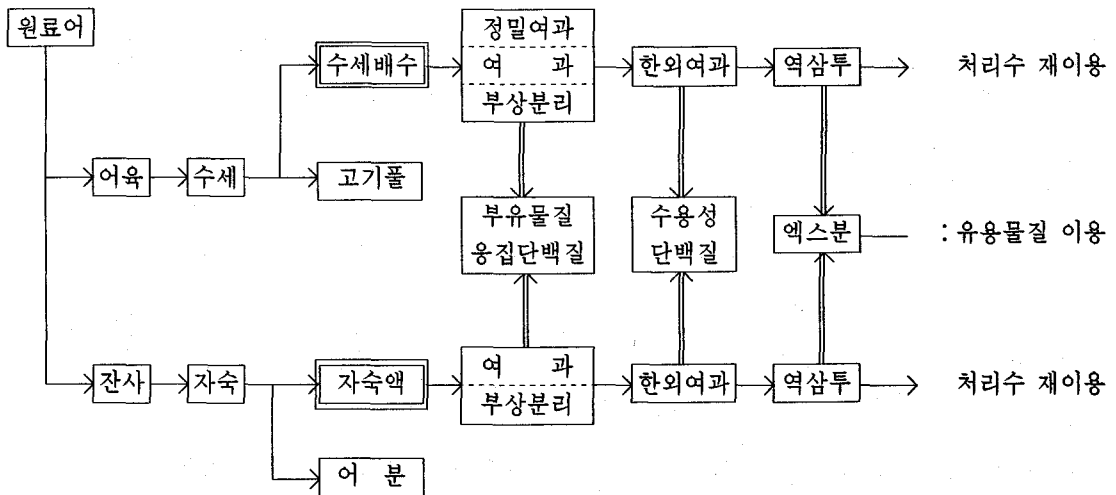 원료어
정밀여과
수세배수 여 과 한외여과 역삼투 처리수 재이용
부상분리
어육 수세 고기풀
부유물질 수용성
엑스분 : 유용물질 이용
응집단백질 단백질
여 과
잔사 자숙 자숙액 한외여과 역삼투 처리수 재이용
부상분리
어 분